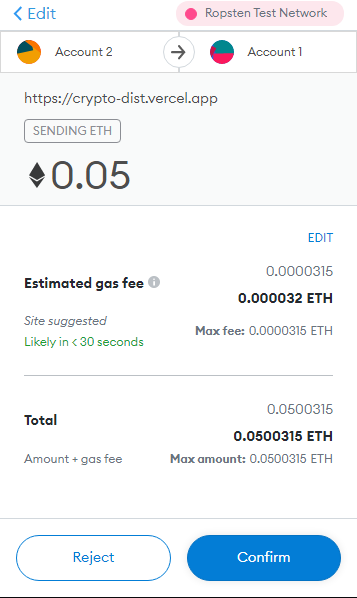 Edit
Ropsten Test Network
Account 2
Account 1
https://crypto-dist.vercel.app
SENDING ETH
0.05
EDIT
0.0000315
Estimated gas fee
0.000032 ETH
Site suggested
Max fee: 0.0000315 ETH
Likely in < 30 seconds
0.0500315
Total
0.0500315 ETH
Amount + gas fee
Max amount: 0.0500315 ETH
Reject
Confirm